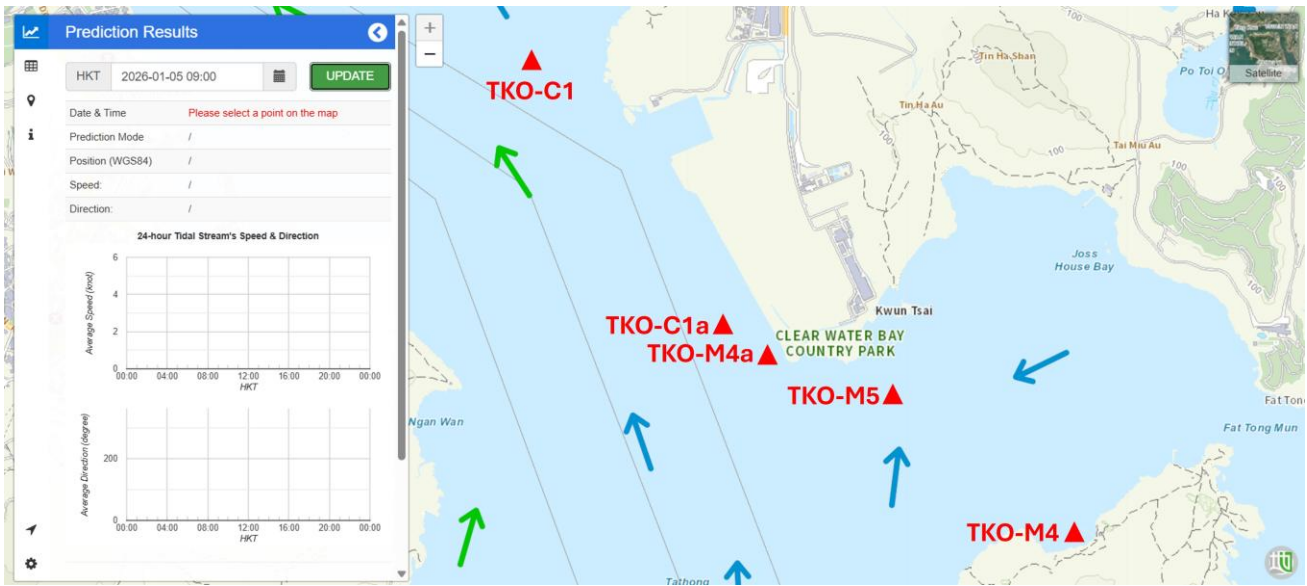 Prediction Results
HKT 2026-01-05 09:00 UPDATE
Date & Time Please select a point on the map
Prediction Mode /
Position (WGS84) /
Speed: /
Direction: /
24-hour Tidal Stream's Speed & Direction
Average Speed (knot)
6
4
2
0
00:00 04:00 08:00 12:00 16:00 20:00 00:00
HKT
Average Direction (degree)
200
0
00:00 04:00 08:00 12:00 16:00 20:00 00:00
HKT
+
−
TKO-C1
100
Tin Ha Shan
Po Toi O
Satellite
Tin Ha Au
100
100
Tai Miu Au
100
100
Joss
House Bay
Kwun Tsai
TKO-C1a
CLEAR WATER BAY
COUNTRY PARK
TKO-M4a
TKO-M5
Ngan Wan
Fat Tong Mun
TKO-M4
Tathong